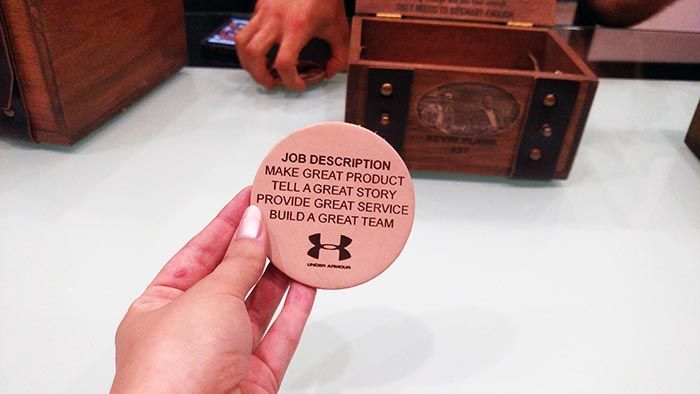 JOB DESCRIPTION
MAKE GREAT PRODUCT
TELL A GREAT STORY
PROVIDE GREAT SERVICE
BUILD A GREAT TEAM
UNDER ARMOUR
KEVIN PLANK